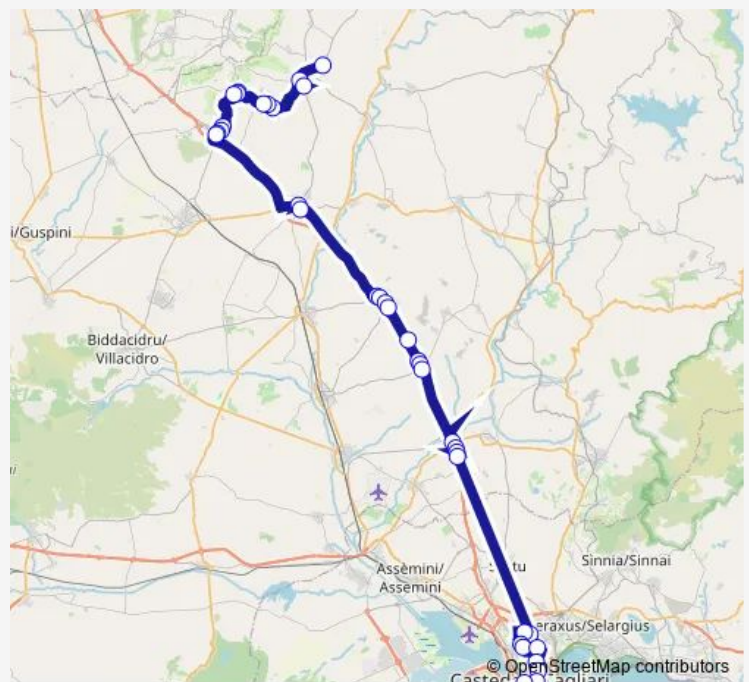 i/Guspini
Biddacidru/
Villacidro
Assèmini/
Assemini
Sinnia/Sinnai
eraxus/Selargius
© OpenStreetMap contributors